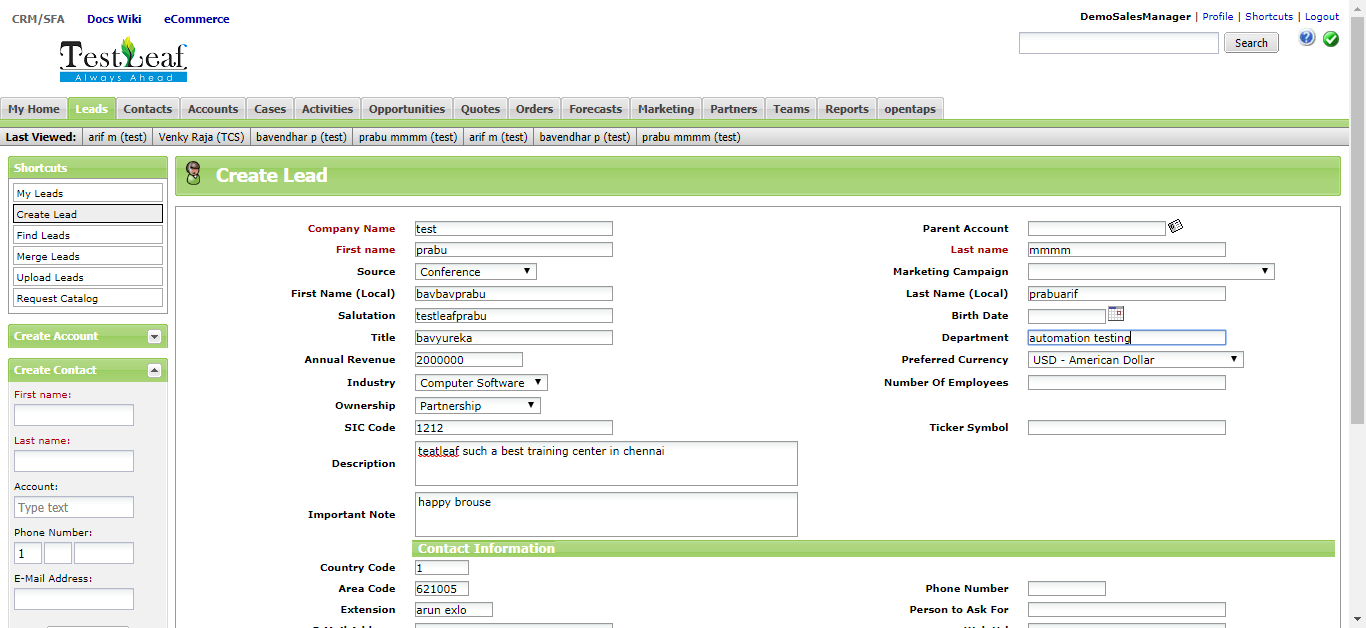 CRM/SFA Docs Wiki eCommerce
DemoSalesManager | Profile | Shortcuts | Logout
TestLeaf
Always Ahead
Search
My Home Leads Contacts Accounts Cases Activities Opportunities Quotes Orders Forecasts Marketing Partners Teams Reports opentaps
Last Viewed: arif m (test) Venky Raja (TCS) bavendhar p (test) prabu mmmm (test) arif m (test) bavendhar p (test) prabu mmmm (test)
Shortcuts
My Leads
Create Lead
Find Leads
Merge Leads
Upload Leads
Request Catalog
Create Account
Create Contact
First name:
Last name:
Account:
Type text
Phone Number:
1
E-Mail Address:
Create Lead
Company Name test Parent Account
First name prabu Last name mmmm
Source Conference Marketing Campaign
First Name (Local) bavbavprabu Last Name (Local) prabuarif
Salutation testleafprabu Birth Date
Title bavyureka Department automation testing
Annual Revenue 2000000 Preferred Currency USD - American Dollar
Industry Computer Software Number Of Employees
Ownership Partnership
SIC Code 1212 Ticker Symbol
Description teatleaf such a best training center in chennai
Important Note happy brouse
Contact Information
Country Code 1
Area Code 621005 Phone Number
Extension arun exlo Person to Ask For